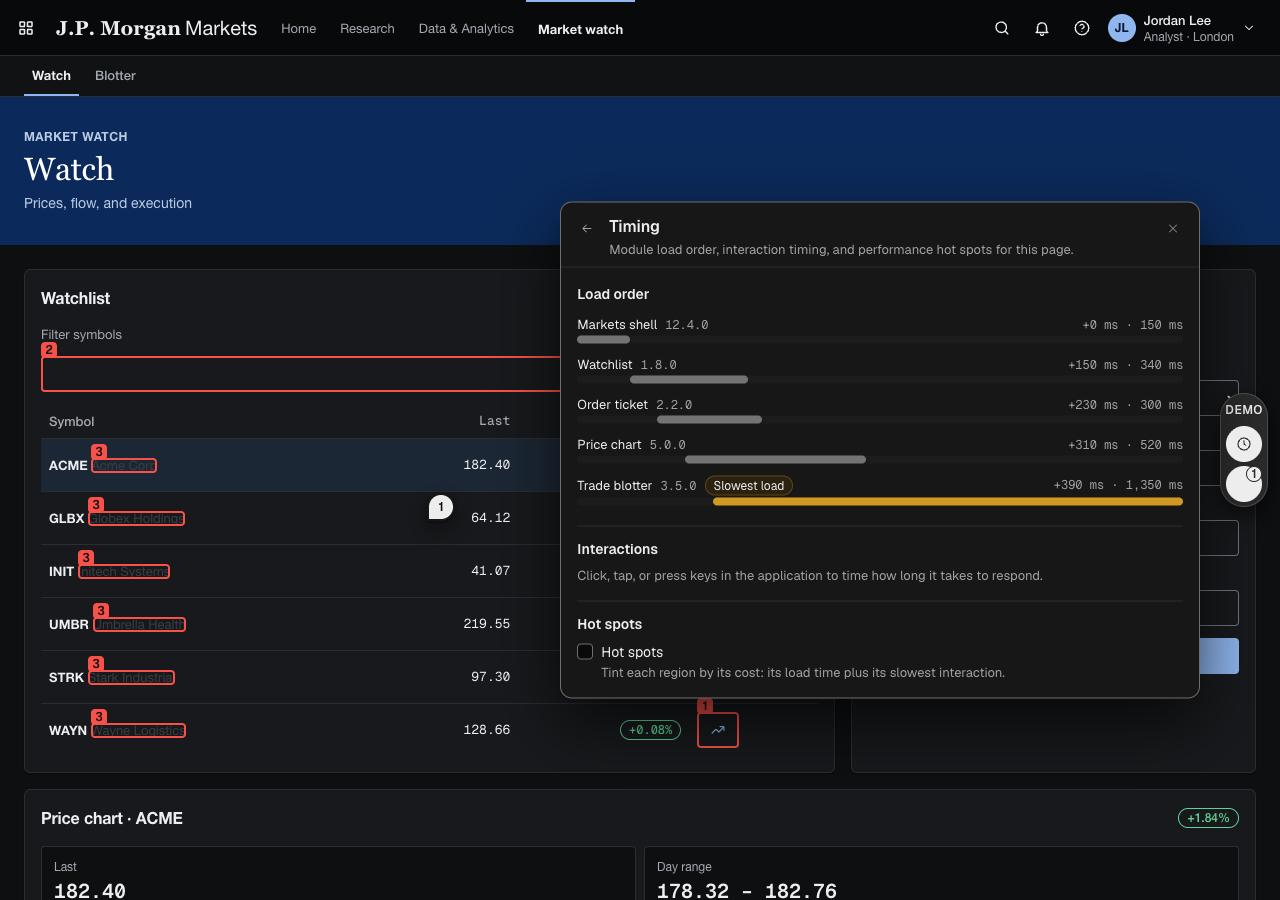 J.P. Morgan Markets Home Research Data & Analytics Market watch JL Jordan Lee
Analyst · London
Watch Blotter
MARKET WATCH
Watch
Prices, flow, and execution
Watchlist
Filter symbols
2
Symbol Last
3
ACME Acme Corp 182.40
3
GLBX Globex Holdings 1 64.12
3
INIT Initech Systems 41.07
3
UMBR Umbrella Health 219.55
3
STRK Stark Industrial 97.30
3
WAYN Wayne Logistics 128.66 +0.08%
1
Timing
Module load order, interaction timing, and performance hot spots for this page.
Load order
Markets shell 12.4.0 +0 ms · 150 ms
Watchlist 1.8.0 +150 ms · 340 ms
Order ticket 2.2.0 +230 ms · 300 ms
Price chart 5.0.0 +310 ms · 520 ms
Trade blotter 3.5.0 Slowest load +390 ms · 1,350 ms
Interactions
Click, tap, or press keys in the application to time how long it takes to respond.
Hot spots
Hot spots
Tint each region by its cost: its load time plus its slowest interaction.
DEMO
1
Price chart · ACME +1.84%
Last
182.40
Day range
178.32 – 182.76